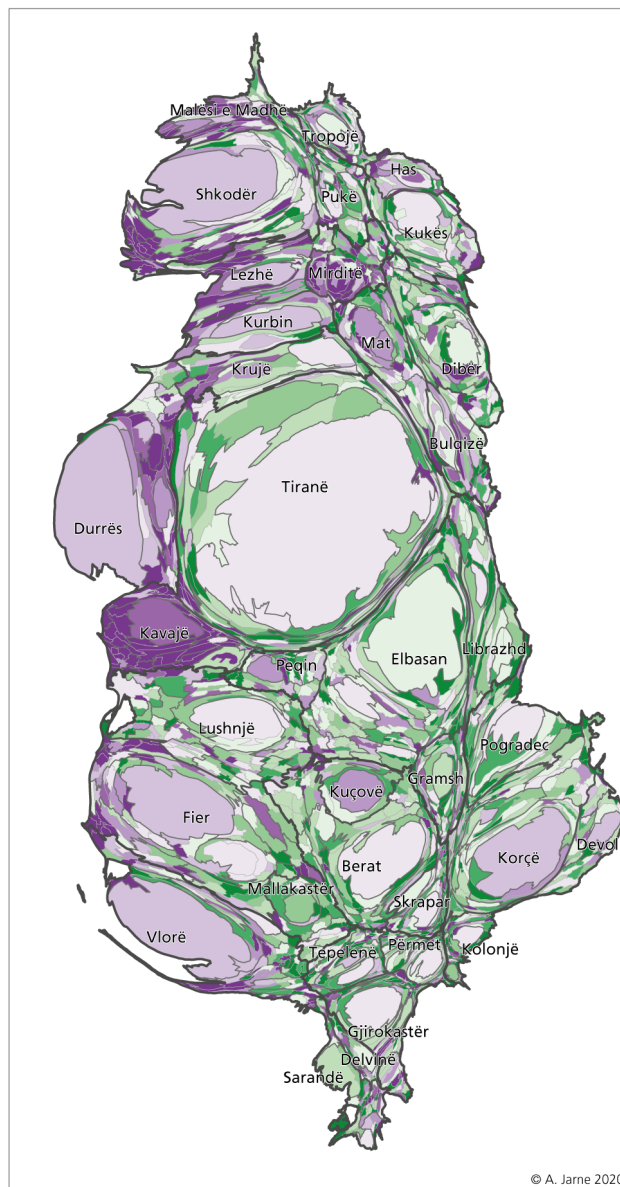 Malësi e Madhë
Tropojë
Has
Shkodër
Pukë
Kukës
Lezhë
Mirditë
Kurbin
Mat
Krujë
Dibër
Bulqizë
Tiranë
Durrës
Kavajë
Peqin
Elbasan
Librazhd
Lushnjë
Pogradec
Gramsh
Kuçovë
Fier
Devoll
Korçë
Berat
Mallakastër
Skrapar
Vlorë
Tepelenë
Përmet
Kolonjë
Gjirokastër
Delvinë
Sarandë
© A. Jarne 2020